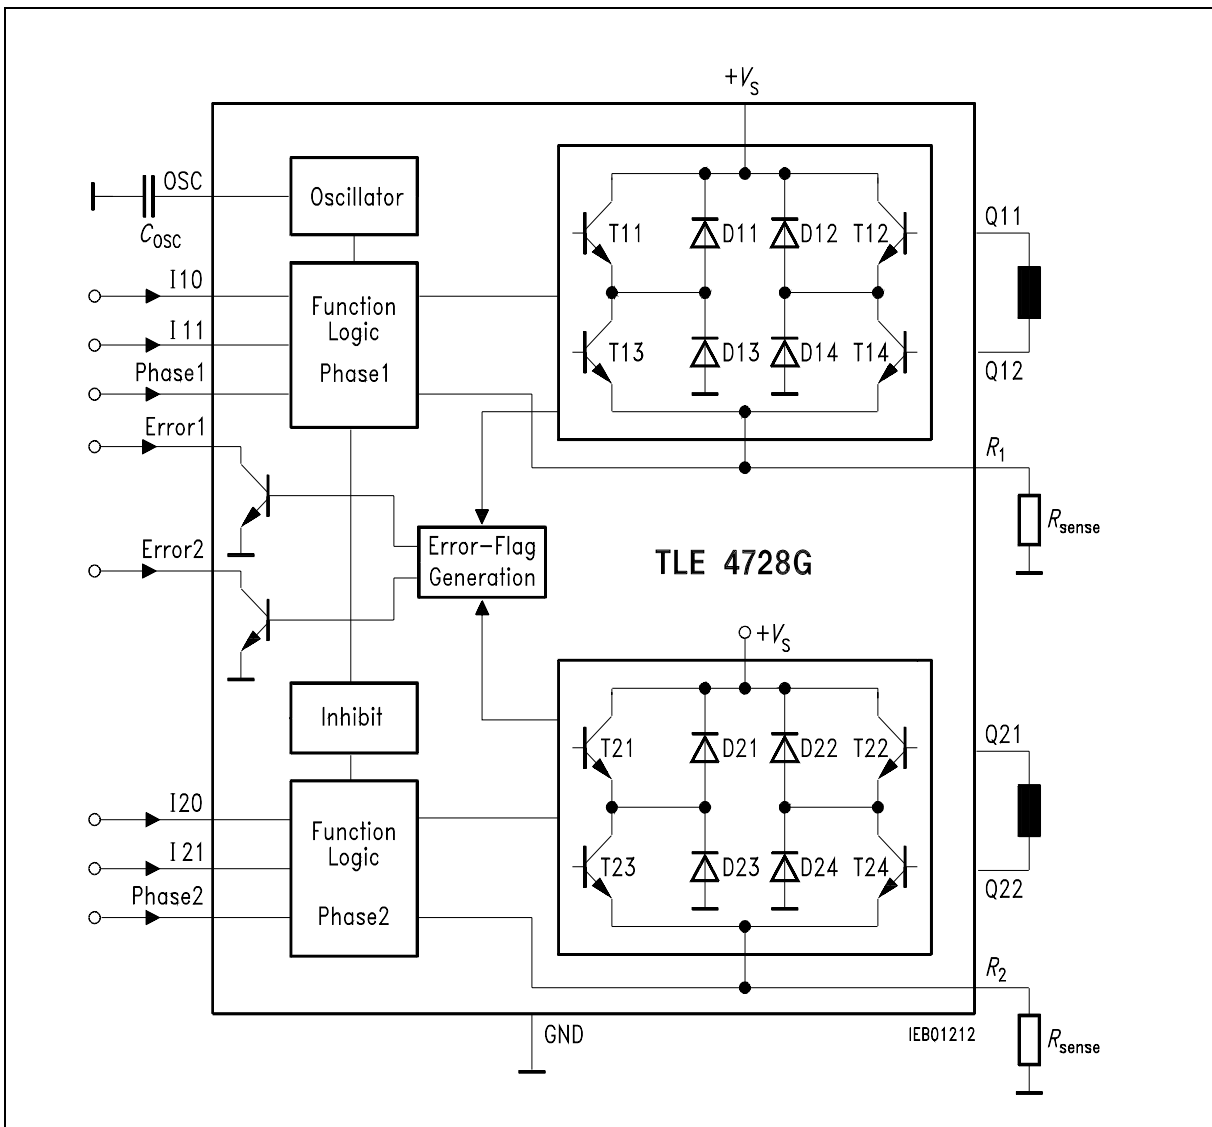 +VS
OSC
COSC
Oscillator
I10
I11
Phase1
Error1
Error2
Function
Logic
Phase1
T11
D11
D12
T12
T13
D13
D14
T14
Q11
Q12
R1
Rsense
Error-Flag
Generation
TLE 4728G
+VS
Inhibit
I20
I21
Phase2
Function
Logic
Phase2
T21
D21
D22
T22
T23
D23
D24
T24
Q21
Q22
R2
Rsense
GND
IEB01212